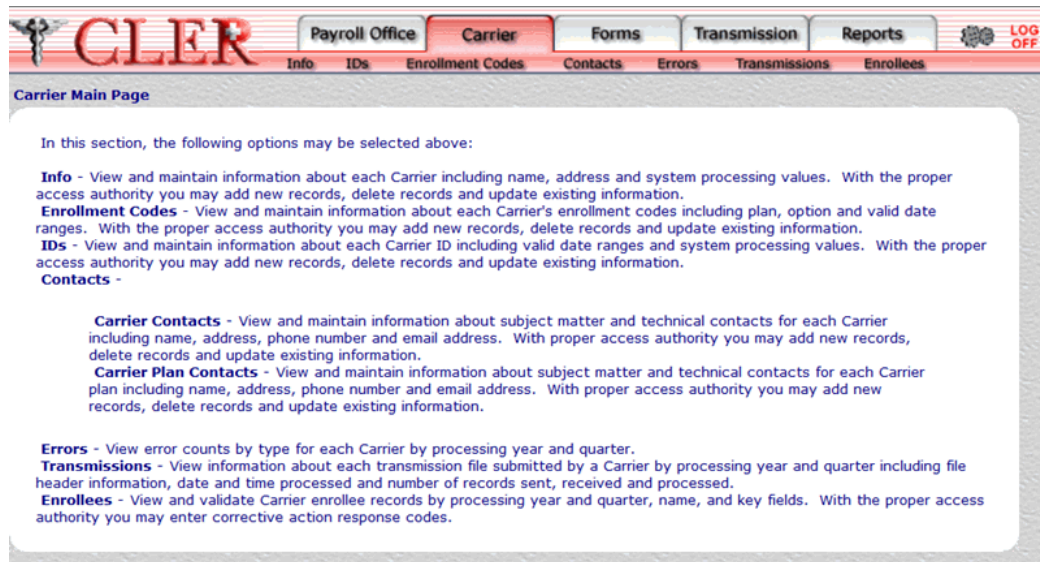 CLER
Payroll Office Carrier Forms Transmission Reports LOG OFF
Info IDs Enrollment Codes Contacts Errors Transmissions Enrollees
Carrier Main Page
In this section, the following options may be selected above:
Info - View and maintain information about each Carrier including name, address and system processing values. With the proper
access authority you may add new records, delete records and update existing information.
Enrollment Codes - View and maintain information about each Carrier's enrollment codes including plan, option and valid date
ranges. With the proper access authority you may add new records, delete records and update existing information.
IDs - View and maintain information about each Carrier ID including valid date ranges and system processing values. With the proper
access authority you may add new records, delete records and update existing information.
Contacts -
Carrier Contacts - View and maintain information about subject matter and technical contacts for each Carrier
including name, address, phone number and email address. With proper access authority you may add new records,
delete records and update existing information.
Carrier Plan Contacts - View and maintain information about subject matter and technical contacts for each Carrier
plan including name, address, phone number and email address. With proper access authority you may add new
records, delete records and update existing information.
Errors - View error counts by type for each Carrier by processing year and quarter.
Transmissions - View information about each transmission file submitted by a Carrier by processing year and quarter including file
header information, date and time processed and number of records sent, received and processed.
Enrollees - View and validate Carrier enrollee records by processing year and quarter, name, and key fields. With the proper access
authority you may enter corrective action response codes.